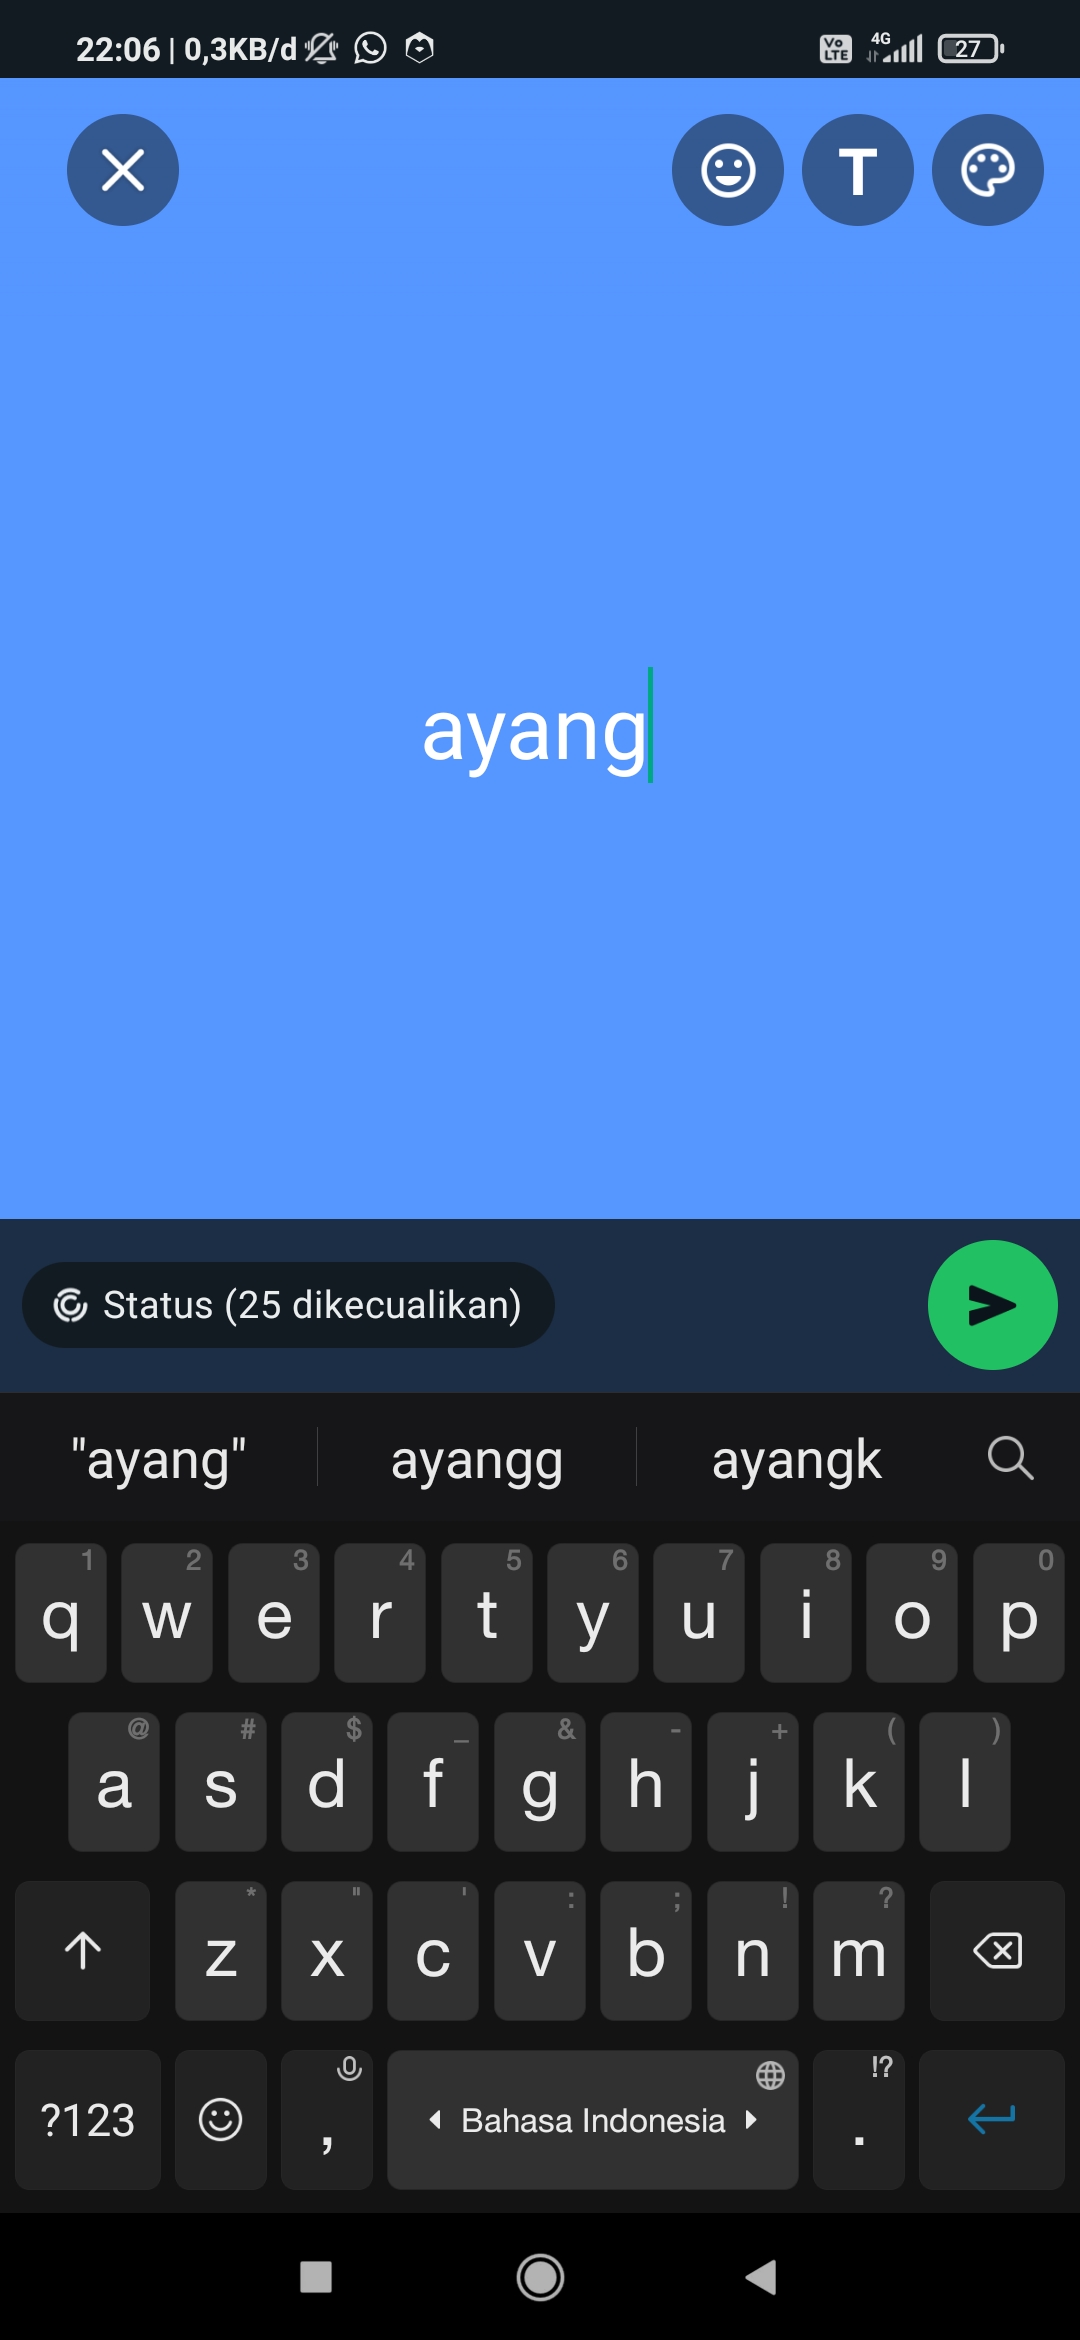 22:06 | 0,3KB/d
Vo LTE 4G 27
T
ayang
Status (25 dikecualikan)
"ayang" ayangg ayangk
1 2 3 4 5 6 7 8 9 0
q w e r t y u i o p
@ # $ _ & - + ( )
a s d f g h j k l
* " ' : ; ! ?
z x c v b n m
!?
?123 , Bahasa Indonesia .